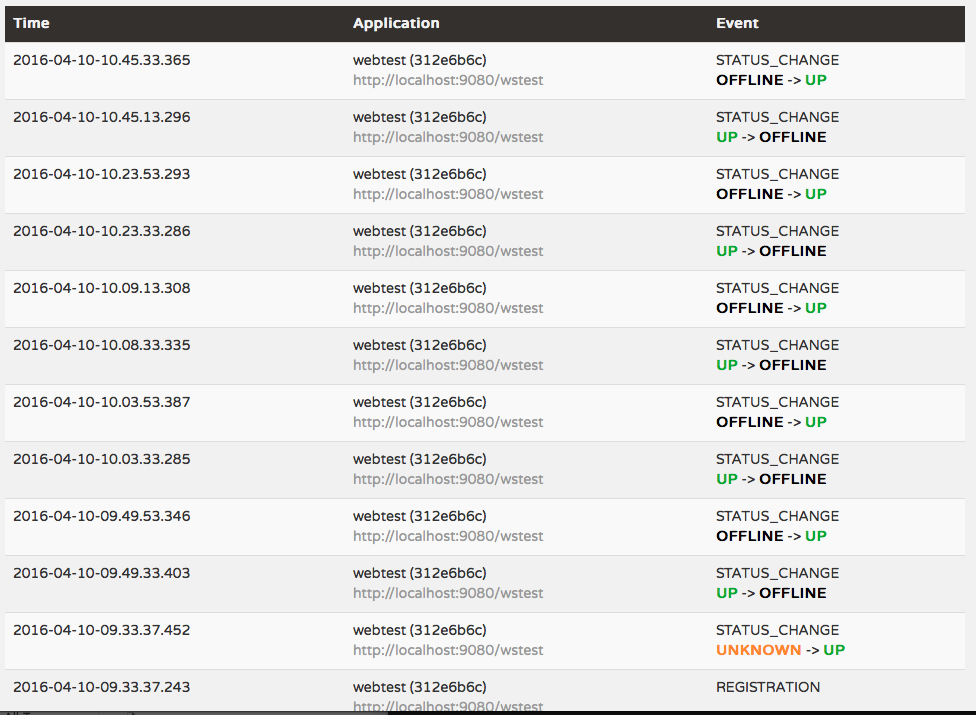 Time Application Event
2016-04-10-10.45.33.365 webtest (312e6b6c) STATUS_CHANGE
http://localhost:9080/wstest OFFLINE -> UP
2016-04-10-10.45.13.296 webtest (312e6b6c) STATUS_CHANGE
http://localhost:9080/wstest UP -> OFFLINE
2016-04-10-10.23.53.293 webtest (312e6b6c) STATUS_CHANGE
http://localhost:9080/wstest OFFLINE -> UP
2016-04-10-10.23.33.286 webtest (312e6b6c) STATUS_CHANGE
http://localhost:9080/wstest UP -> OFFLINE
2016-04-10-10.09.13.308 webtest (312e6b6c) STATUS_CHANGE
http://localhost:9080/wstest OFFLINE -> UP
2016-04-10-10.08.33.335 webtest (312e6b6c) STATUS_CHANGE
http://localhost:9080/wstest UP -> OFFLINE
2016-04-10-10.03.53.387 webtest (312e6b6c) STATUS_CHANGE
http://localhost:9080/wstest OFFLINE -> UP
2016-04-10-10.03.33.285 webtest (312e6b6c) STATUS_CHANGE
http://localhost:9080/wstest UP -> OFFLINE
2016-04-10-09.49.53.346 webtest (312e6b6c) STATUS_CHANGE
http://localhost:9080/wstest OFFLINE -> UP
2016-04-10-09.49.33.403 webtest (312e6b6c) STATUS_CHANGE
http://localhost:9080/wstest UP -> OFFLINE
2016-04-10-09.33.37.452 webtest (312e6b6c) STATUS_CHANGE
http://localhost:9080/wstest UNKNOWN -> UP
2016-04-10-09.33.37.243 webtest (312e6b6c) REGISTRATION
http://localhost:9080/wstest